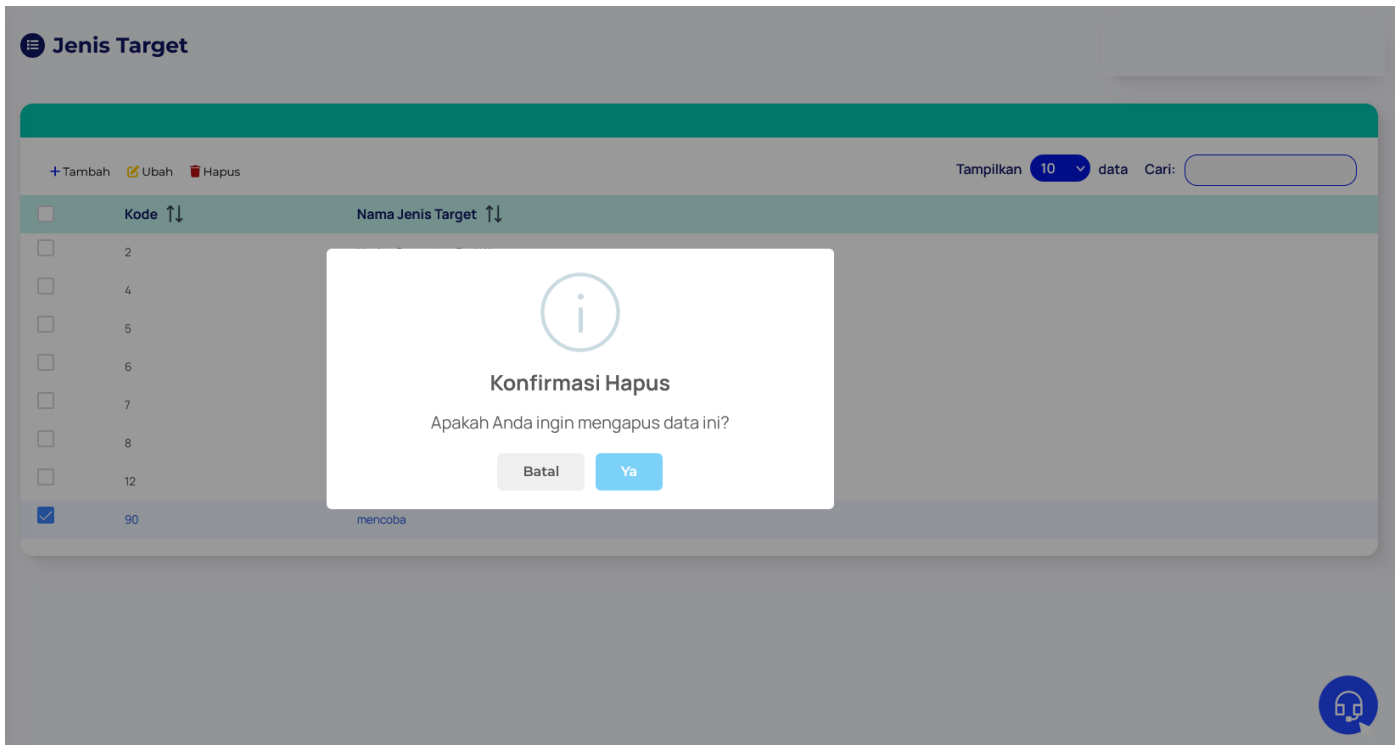 Jenis Target
+Tambah Ubah Hapus Tampilkan 10 data Cari:
Kode Nama Jenis Target
2
4
5
6
7
8
12
Konfirmasi Hapus
Apakah Anda ingin mengapus data ini?
Batal Ya
90 mencoba